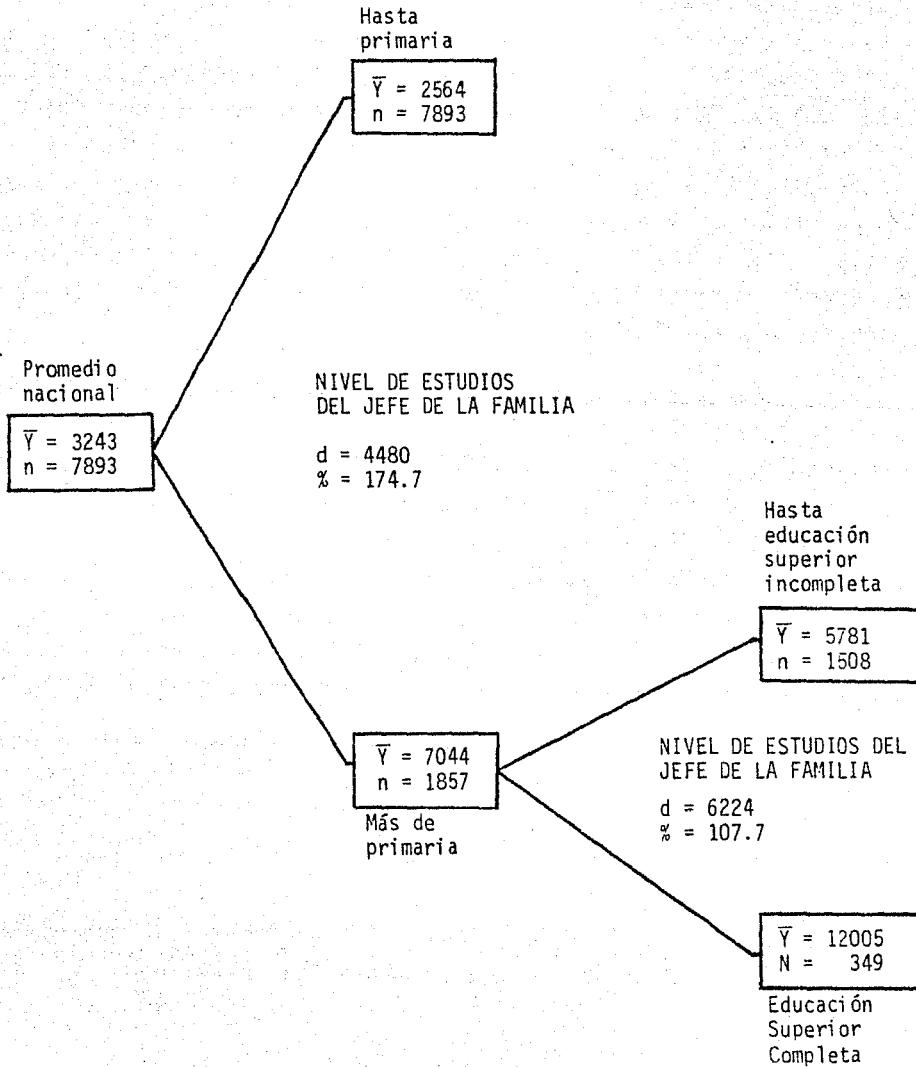 Hasta
primaria
Y̅ = 2564
n = 7893
Promedio
nacional
Y̅ = 3243
n = 7893
NIVEL DE ESTUDIOS
DEL JEFE DE LA FAMILIA
d = 4480
% = 174.7
Hasta
educación
superior
incompleta
Y̅ = 5781
n = 1508
Y̅ = 7044
n = 1857
Más de
primaria
NIVEL DE ESTUDIOS DEL
JEFE DE LA FAMILIA
d = 6224
% = 107.7
Y̅ = 12005
N = 349
Educación
Superior
Completa